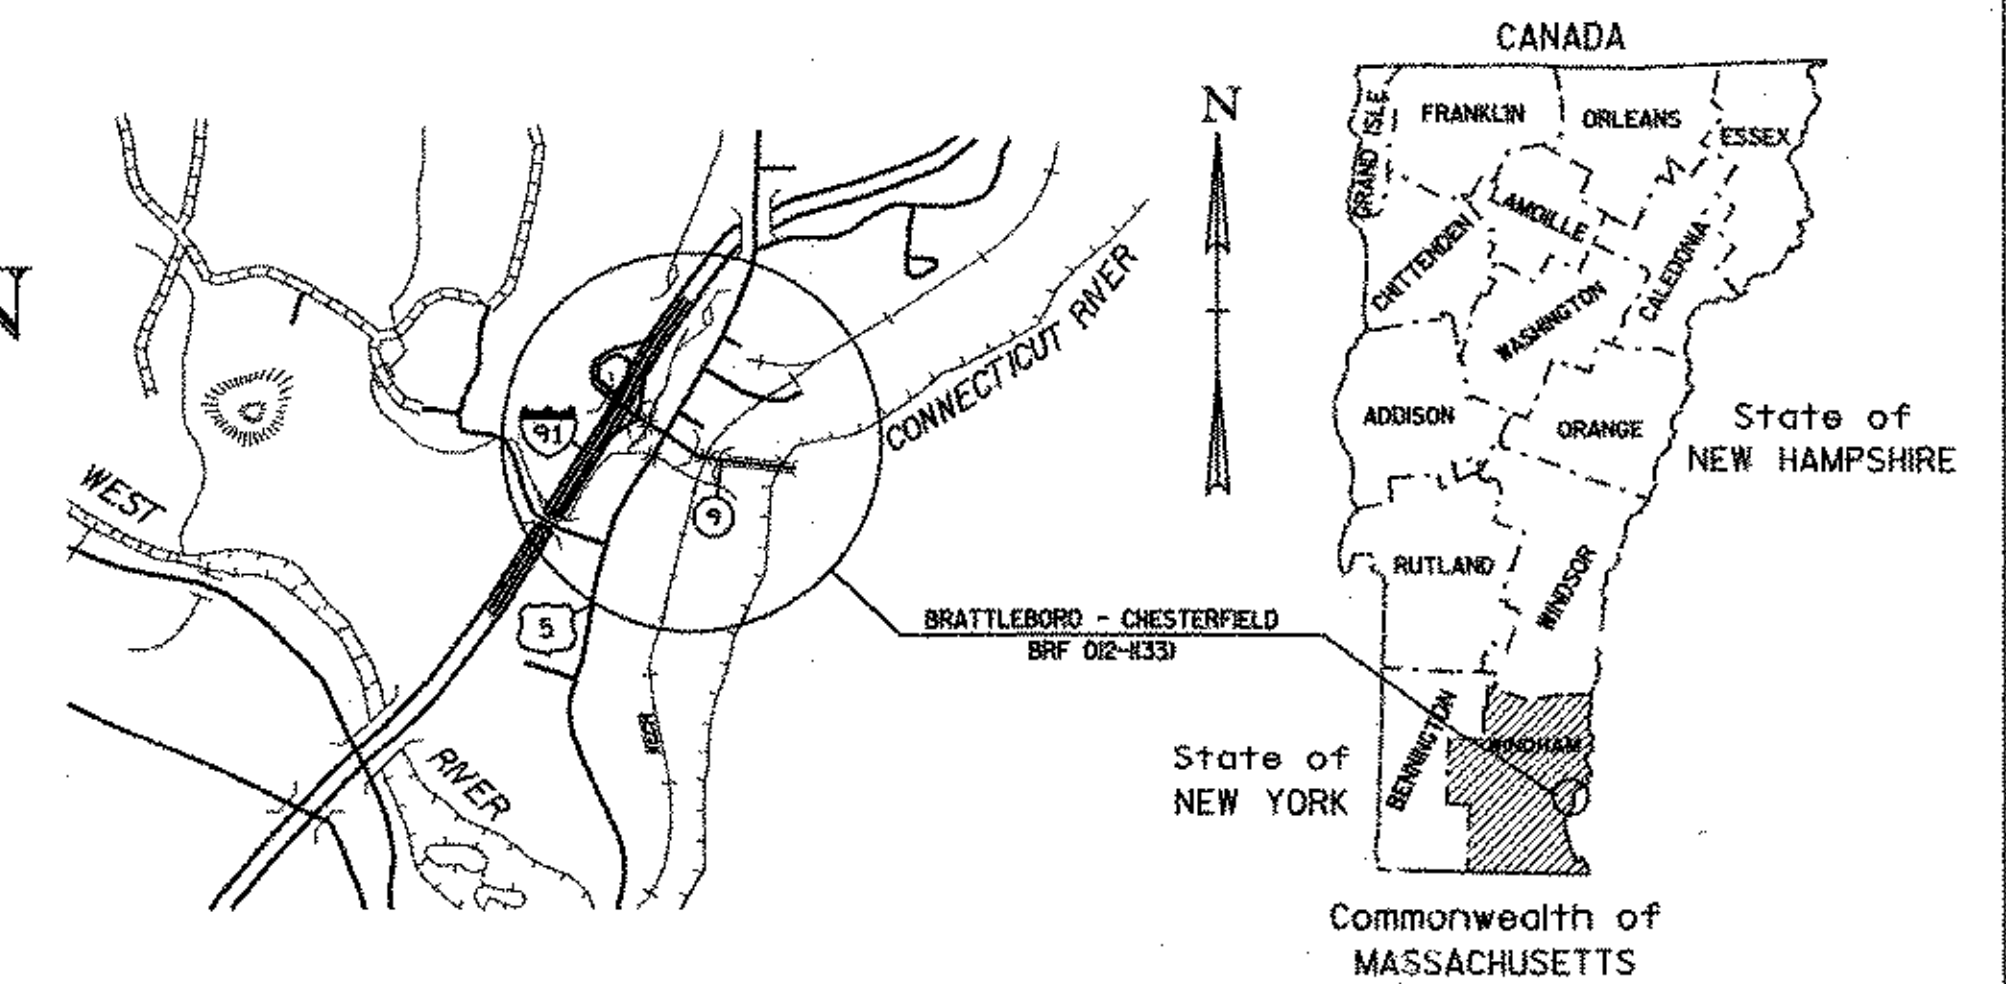 CANADA
N
GRAND ISLE
FRANKLIN
ORLEANS
ESSEX
LAMOILLE
CHITTENDEN
CALEDONIA
WASHINGTON
ADDISON
ORANGE
State of
NEW HAMPSHIRE
RUTLAND
WINDSOR
BENNINGTON
WINDHAM
State of
NEW YORK
Commonwealth of
MASSACHUSETTS
CONNECTICUT RIVER
91
9
5
WEST
RIVER
BRATTLEBORO - CHESTERFIELD
BRF 012-1(33)
N